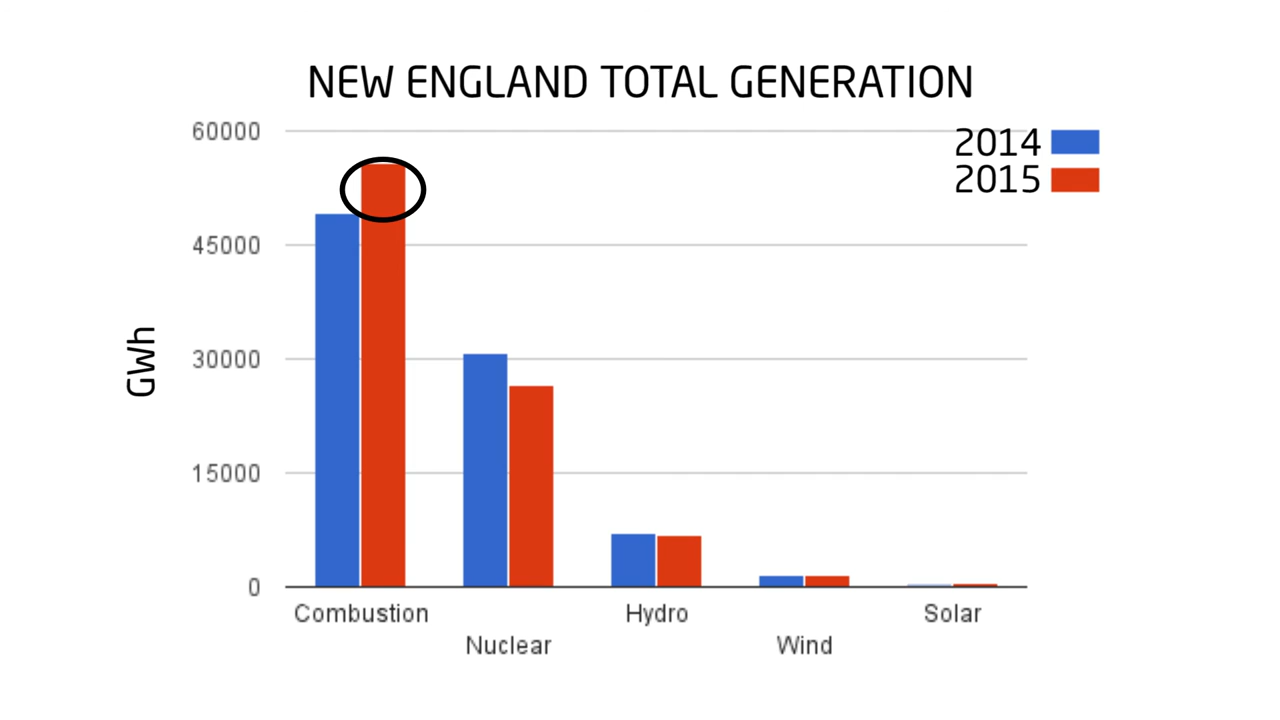 NEW ENGLAND TOTAL GENERATION
60000
2014
2015
45000
GWh
30000
15000
0
Combustion
Hydro
Solar
Nuclear
Wind